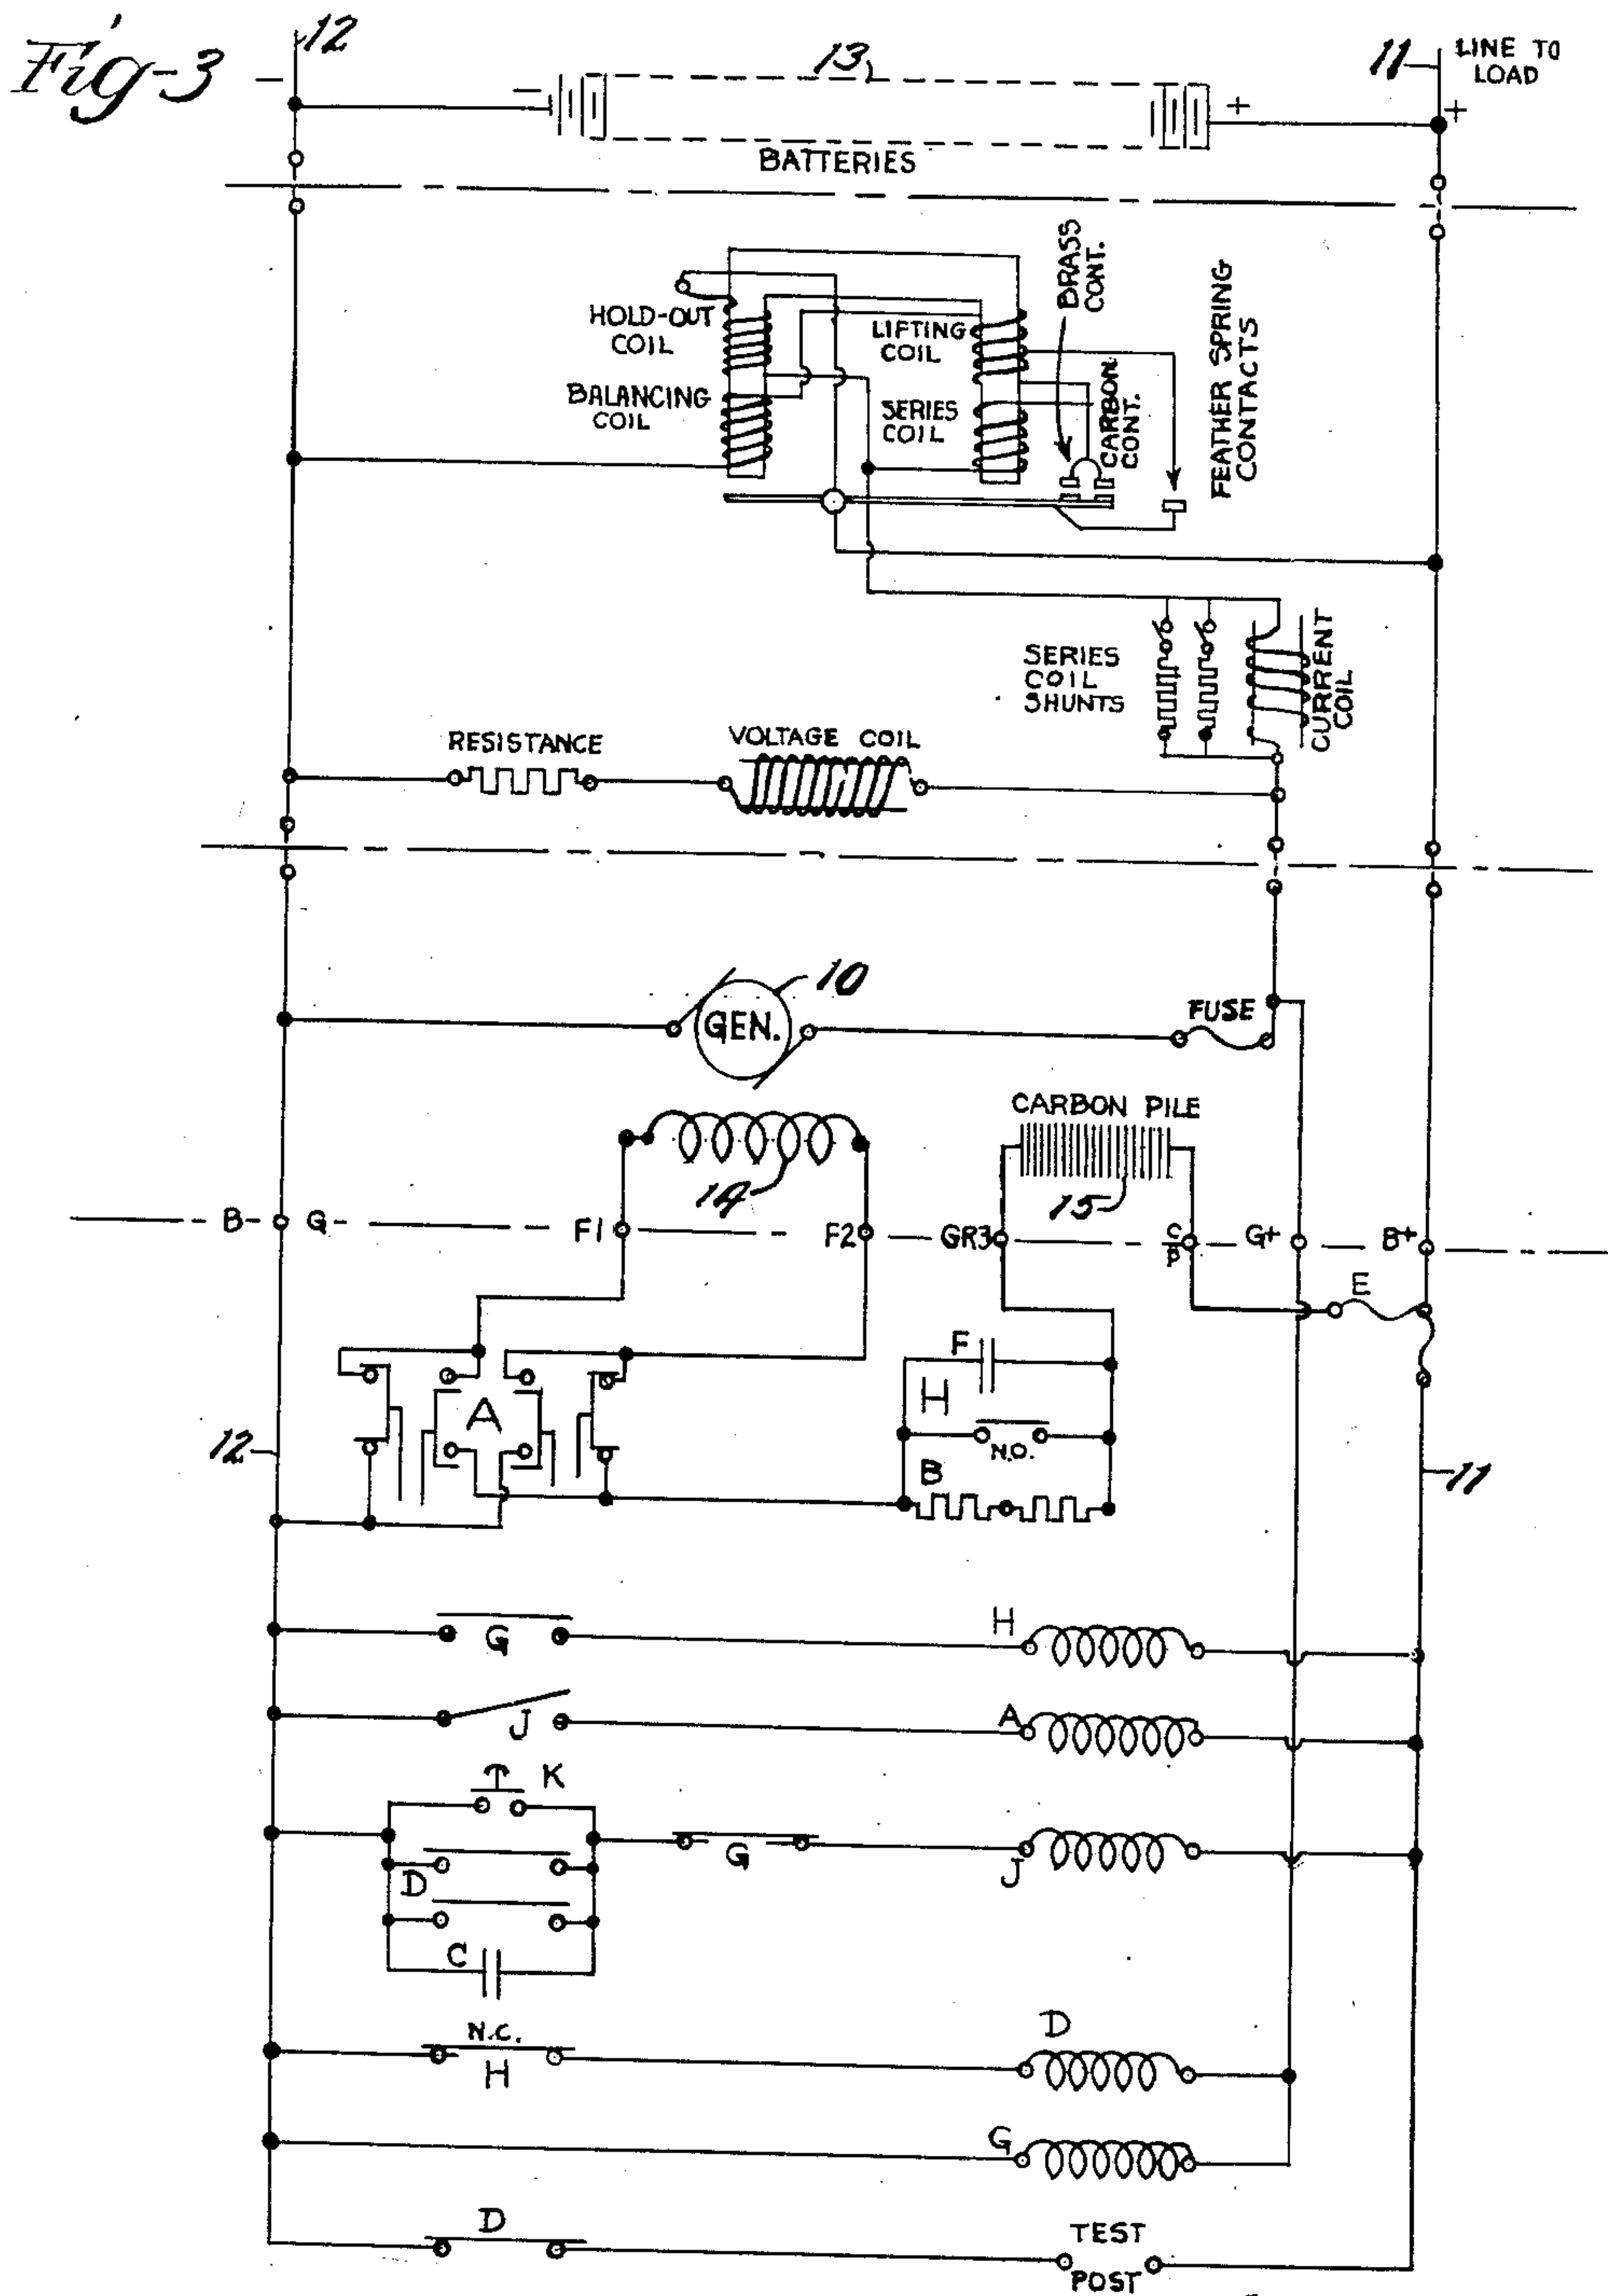 Fig-3
12
13
11
LINE TO
LOAD
-
-
+
+
BATTERIES
HOLD-OUT
COIL
BALANCING
COIL
LIFTING
COIL
SERIES
COIL
BRASS
CONT.
CARBON
CONT.
FEATHER SPRING
CONTACTS
SERIES
COIL
SHUNTS
CURRENT
COIL
RESISTANCE
VOLTAGE COIL
10
GEN.
FUSE
CARBON PILE
14
15
B- G- F1 F2 GR3 C/P G+ B+
E
F
A
H
N.O.
B
12
11
G
H
J
A
K
D
G
J
C
N.C.
H
D
G
D
TEST
POST